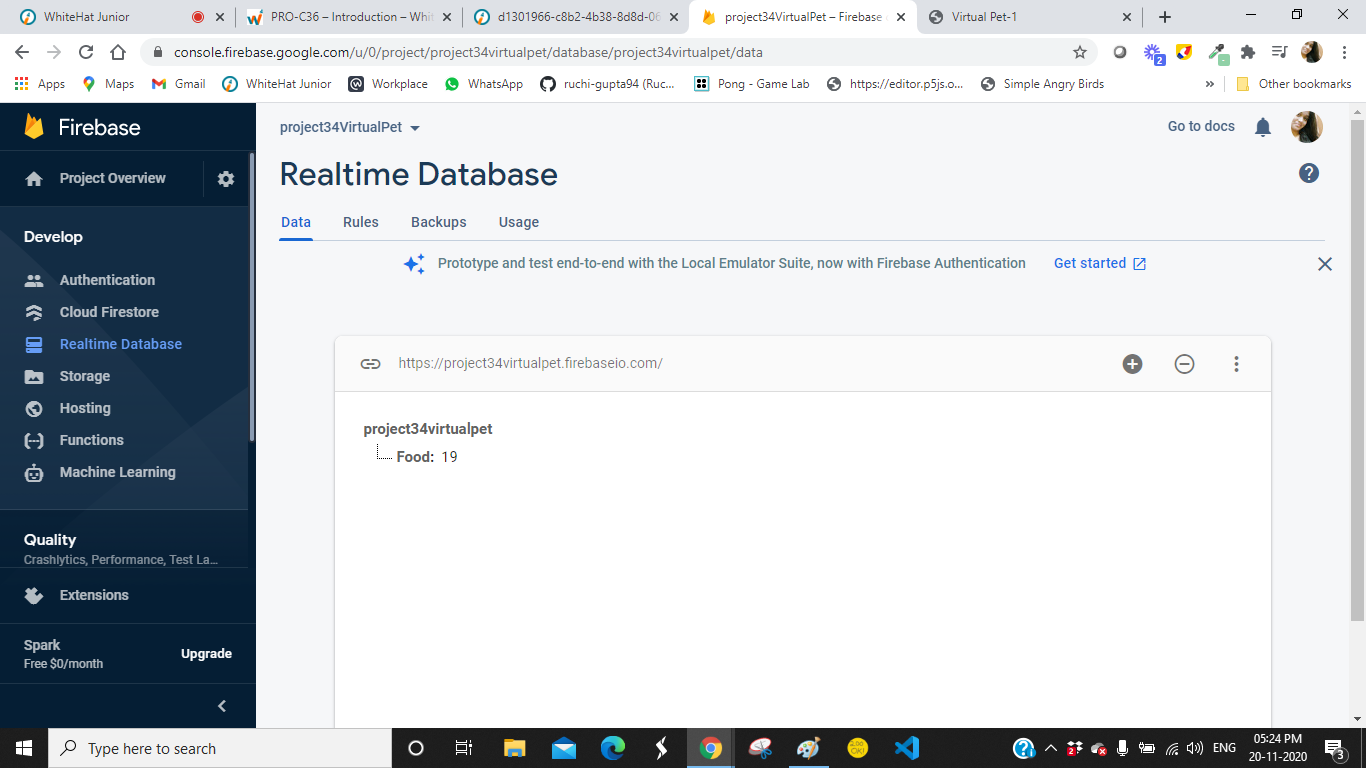 WhiteHat Junior
PRO-C36 – Introduction – Whit
d1301966-c8b2-4b38-8d8d-06
project34VirtualPet – Firebase c
Virtual Pet-1
console.firebase.google.com/u/0/project/project34virtualpet/database/project34virtualpet/data
2
Apps
Maps
Gmail
WhiteHat Junior
Workplace
WhatsApp
ruchi-gupta94 (Ruc...
Pong - Game Lab
https://editor.p5js.o...
Simple Angry Birds
»
Other bookmarks
Firebase
project34VirtualPet
Go to docs
Project Overview
Realtime Database
Data
Rules
Backups
Usage
Develop
Prototype and test end-to-end with the Local Emulator Suite, now with Firebase Authentication
Get started
Authentication
Cloud Firestore
Realtime Database
Storage
Hosting
Functions
Machine Learning
https://project34virtualpet.firebaseio.com/
project34virtualpet
Food: 19
Quality
Crashlytics, Performance, Test La...
Extensions
Spark
Free $0/month
Upgrade
Type here to search
ENG
05:24 PM
20-11-2020
3